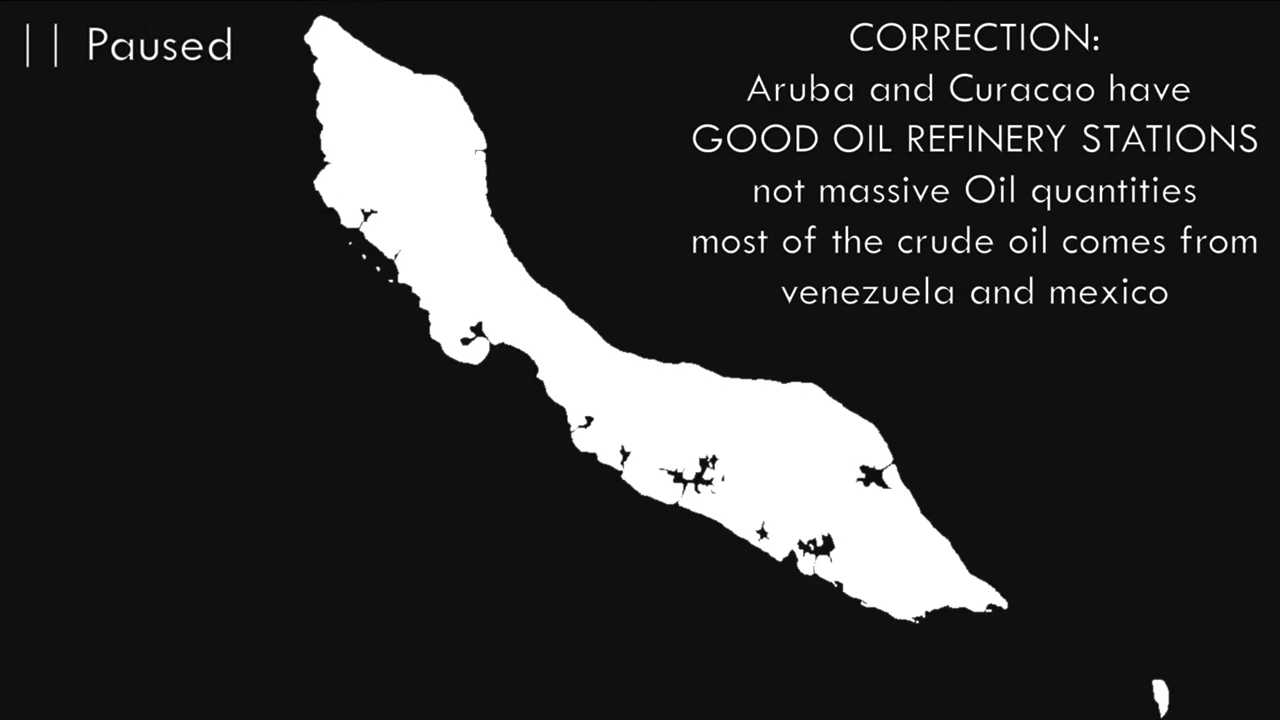 || Paused
CORRECTION:
Aruba and Curacao have
GOOD OIL REFINERY STATIONS
not massive Oil quantities
most of the crude oil comes from
venezuela and mexico